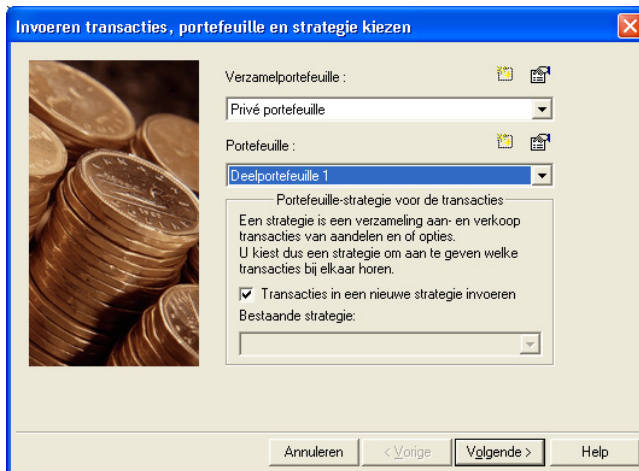 Invoeren transacties, portefeuille en strategie kiezen
Verzamelportefeuille :
Privé portefeuille
Portefeuille :
Deelportefeuille 1
Portefeuille-strategie voor de transacties
Een strategie is een verzameling aan- en verkoop
transacties van aandelen en of opties.
U kiest dus een strategie om aan te geven welke
transacties bij elkaar horen.
Transacties in een nieuwe strategie invoeren
Bestaande strategie:
Annuleren
< Vorige
Volgende >
Help